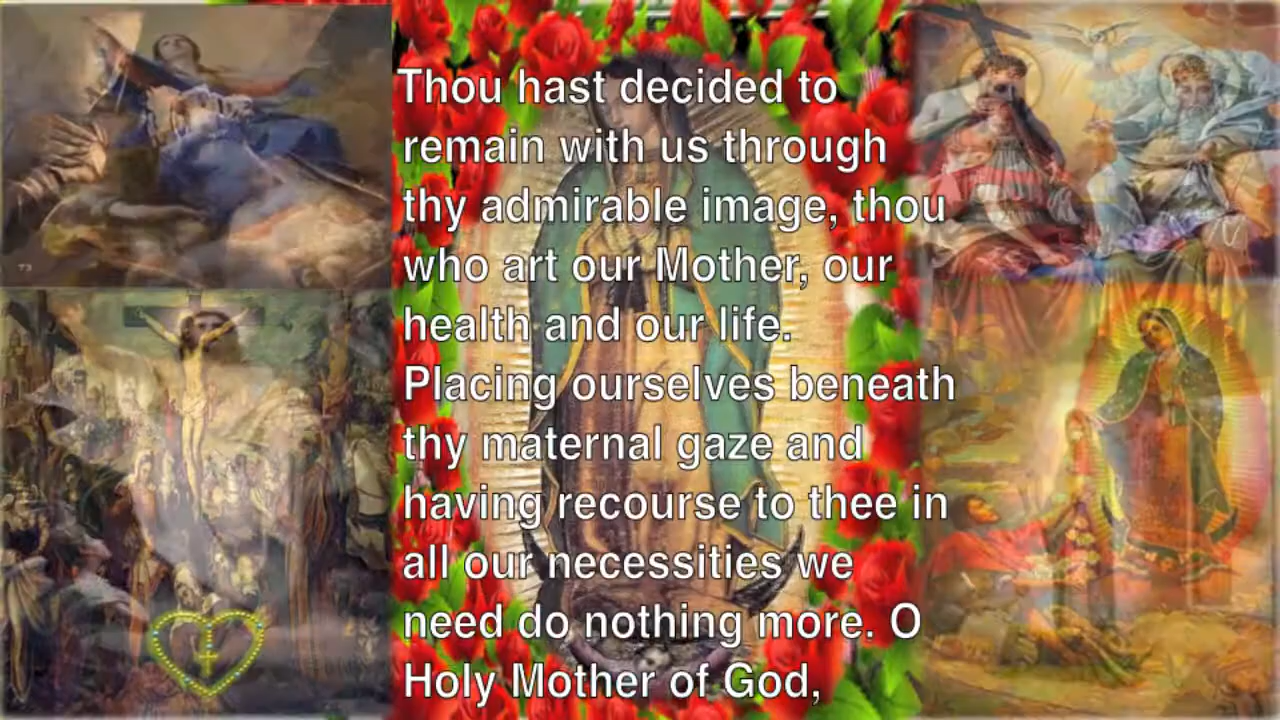 Thou hast decided to
remain with us through
thy admirable image, thou
who art our Mother, our
health and our life.
Placing ourselves beneath
thy maternal gaze and
having recourse to thee in
all our necessities we
need do nothing more. O
Holy Mother of God,
73